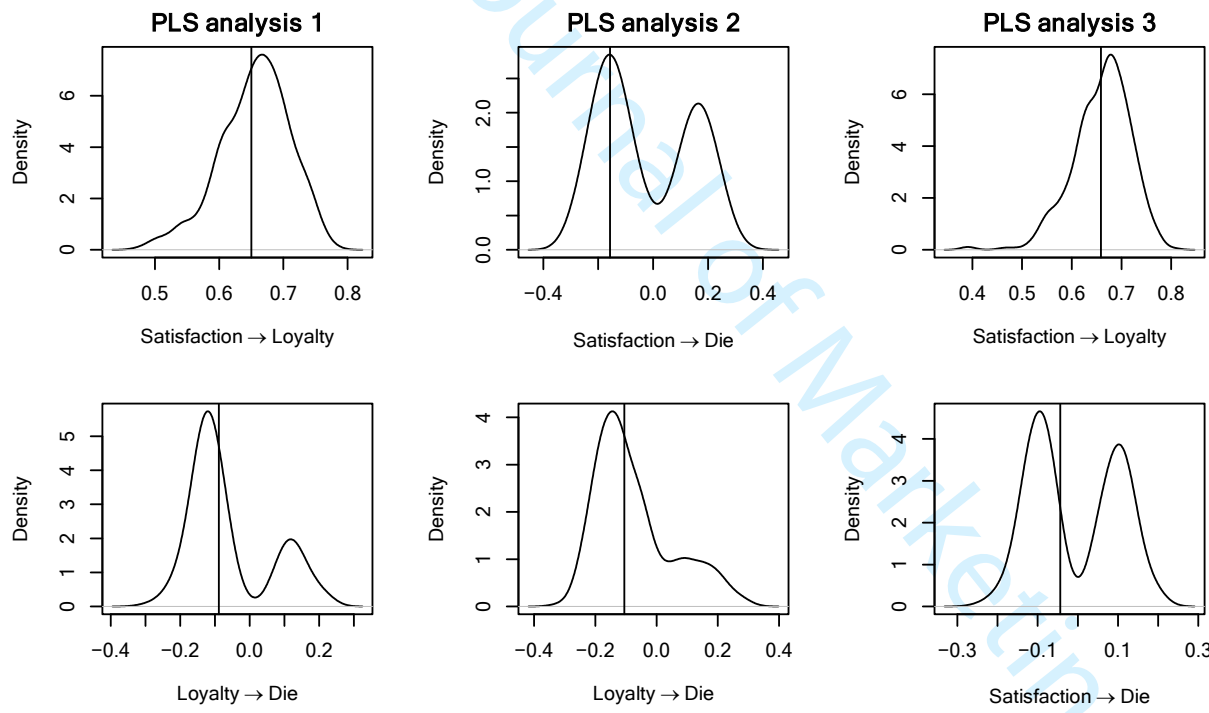 PLS analysis 1 PLS analysis 2 PLS analysis 3
Density 0 2 4 6
0.5 0.6 0.7 0.8
Satisfaction → Loyalty
Density 0.0 1.0 2.0
−0.4 0.0 0.2 0.4
Satisfaction → Die
Density 0 2 4 6
0.4 0.5 0.6 0.7 0.8
Satisfaction → Loyalty
Density 0 1 2 3 4 5
−0.4 −0.2 0.0 0.2
Loyalty → Die
Density 0 1 2 3 4
−0.4 −0.2 0.0 0.2 0.4
Loyalty → Die
Density 0 1 2 3 4
−0.3 −0.1 0.1 0.3
Satisfaction → Die
urnal of Marketin